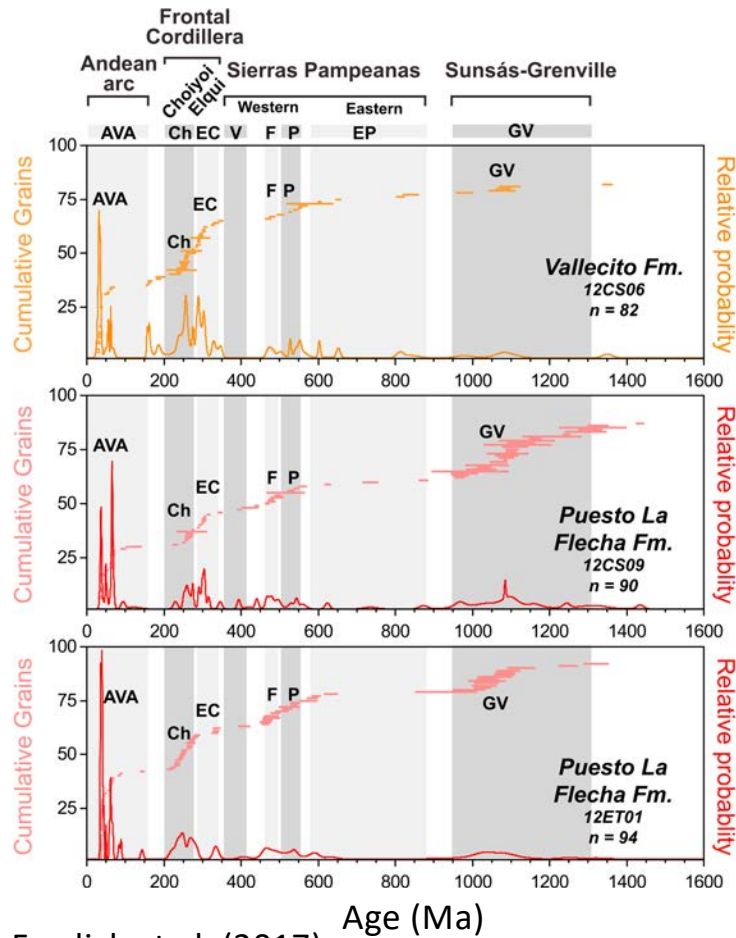 Frontal
Cordillera
Andean
arc
Choiyoi
Elqui
Sierras Pampeanas
Sunsás-Grenville
Western
Eastern
AVA Ch EC V F P EP GV
100
75
50
25
Cumulative Grains
Relative probablity
AVA
Ch
EC
F P
GV
Vallecito Fm.
12CS06
n = 82
0 200 400 600 800 1000 1200 1400 1600
100
75
50
25
Cumulative Grains
Relative probablity
AVA
Ch
EC
F P
GV
Puesto La
Flecha Fm.
12CS09
n = 90
0 200 400 600 800 1000 1200 1400 1600
100
75
50
25
Cumulative Grains
Relative probablity
AVA
Ch
EC
F P
GV
Puesto La
Flecha Fm.
12ET01
n = 94
0 200 400 600 800 1000 1200 1400 1600
Age (Ma)